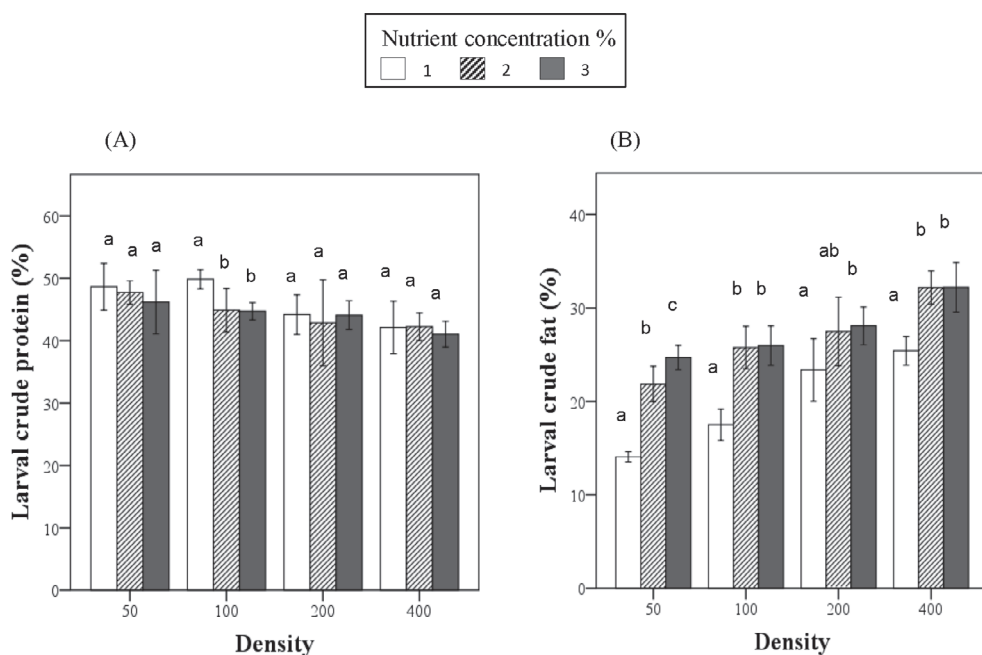 Nutrient concentration %
1 2 3
(A)
Larval crude protein (%)
60
50
40
30
20
10
0
a a a
a b b
a a a
a a a
50 100 200 400
Density
(B)
Larval crude fat (%)
40
30
20
10
0
a b c
a b b
a ab b
a b b
50 100 200 400
Density